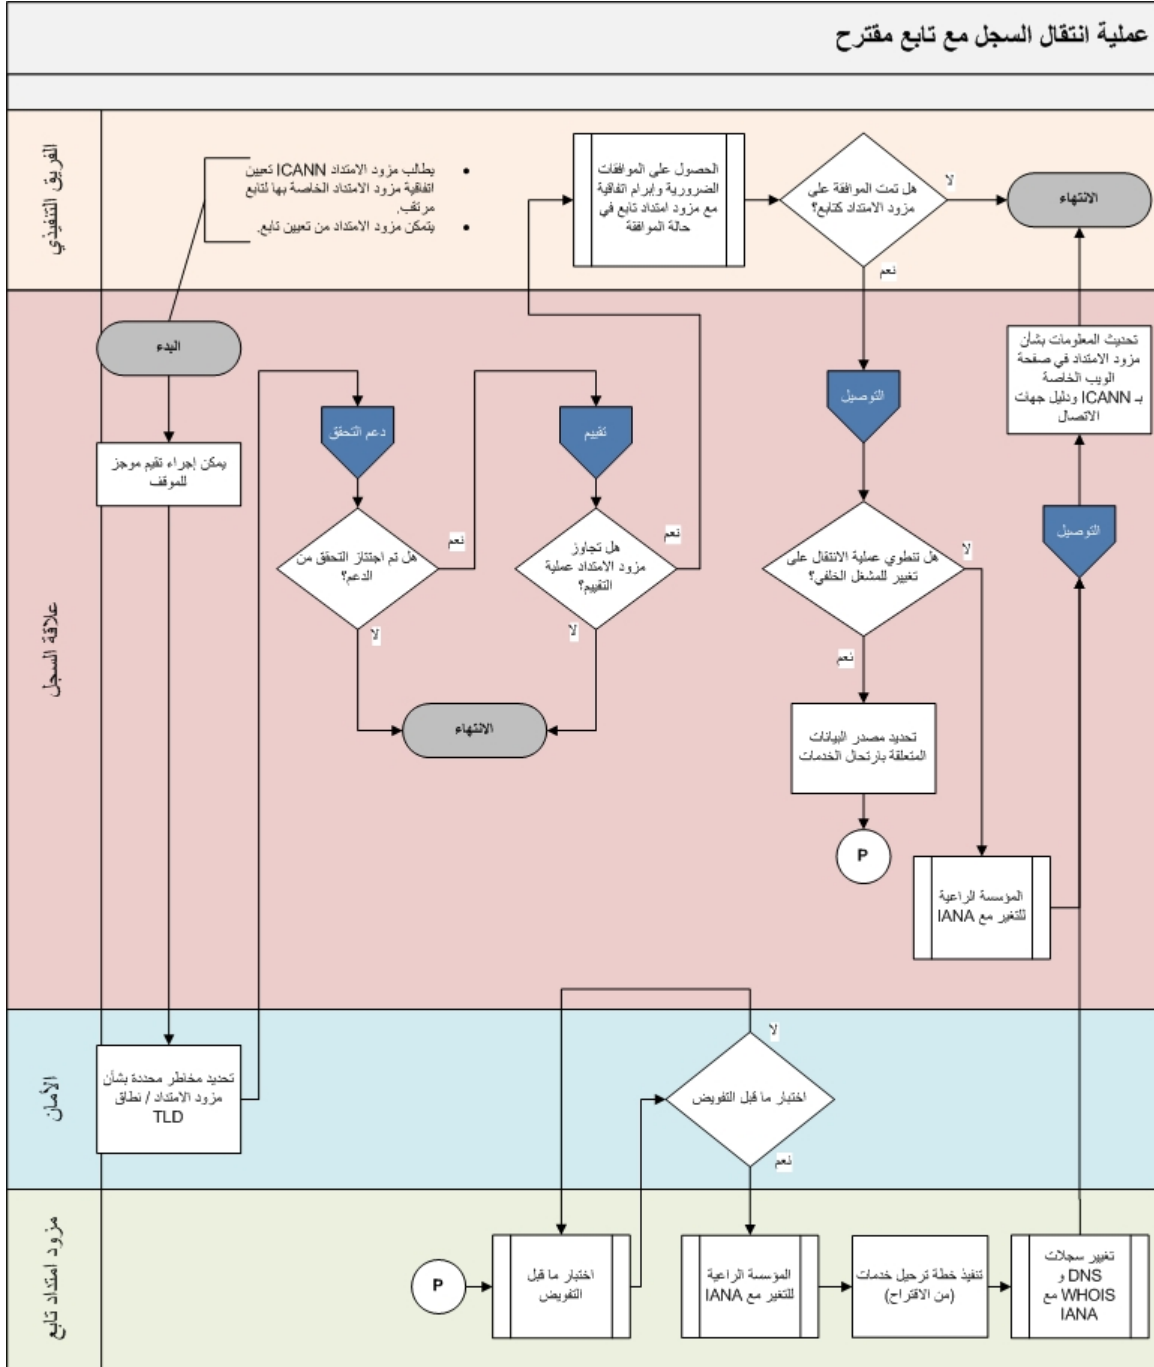 عملية انتقال السجل مع تابع مقترح
الفريق التنفيذي
يطالب مزود الامتداد ICANN تعيين
اتفاقية مزود الامتداد الخاصة بها لتابع
مرتقب.
يتمكن مزود الامتداد من تعيين تابع.
الحصول على الموافقات
الضرورية وإبرام اتفاقية
مع مزود امتداد تابع في
حالة الموافقة
هل تمت الموافقة على
مزود الامتداد كتابع؟
لا
نعم
الانتهاء
علاقة السجل
البدء
يمكن إجراء تقيم موجز
للموقف
دعم التحقق
هل تم اجتتاز التحقق من
الدعم؟
نعم
لا
تقييم
هل تجاوز
مزود الامتداد عملية
التقييم؟
نعم
لا
الانتهاء
التوصيل
هل تنطوي عملية الانتقال على
تغيير للمشغل الخلفي؟
لا
نعم
تحديد مصدر البيانات
المتعلقة بارتحال الخدمات
P
المؤسسة الراعية
للتغير مع IANA
تحديث المعلومات بشأن
مزود الامتداد في صفحة
الويب الخاصة
بـ ICANN ودليل جهات
الاتصال
التوصيل
الأمان
تحديد مخاطر محددة بشأن
مزود الامتداد / نطاق
TLD
اختبار ما قبل التفويض
لا
نعم
مزود امتداد تابع
P
اختبار ما قبل
التفويض
المؤسسة الراعية
للتغير مع IANA
تنفيذ خطة ترحيل خدمات
(من الاقتراح)
تغيير سجلات
DNS و
WHOIS مع
IANA